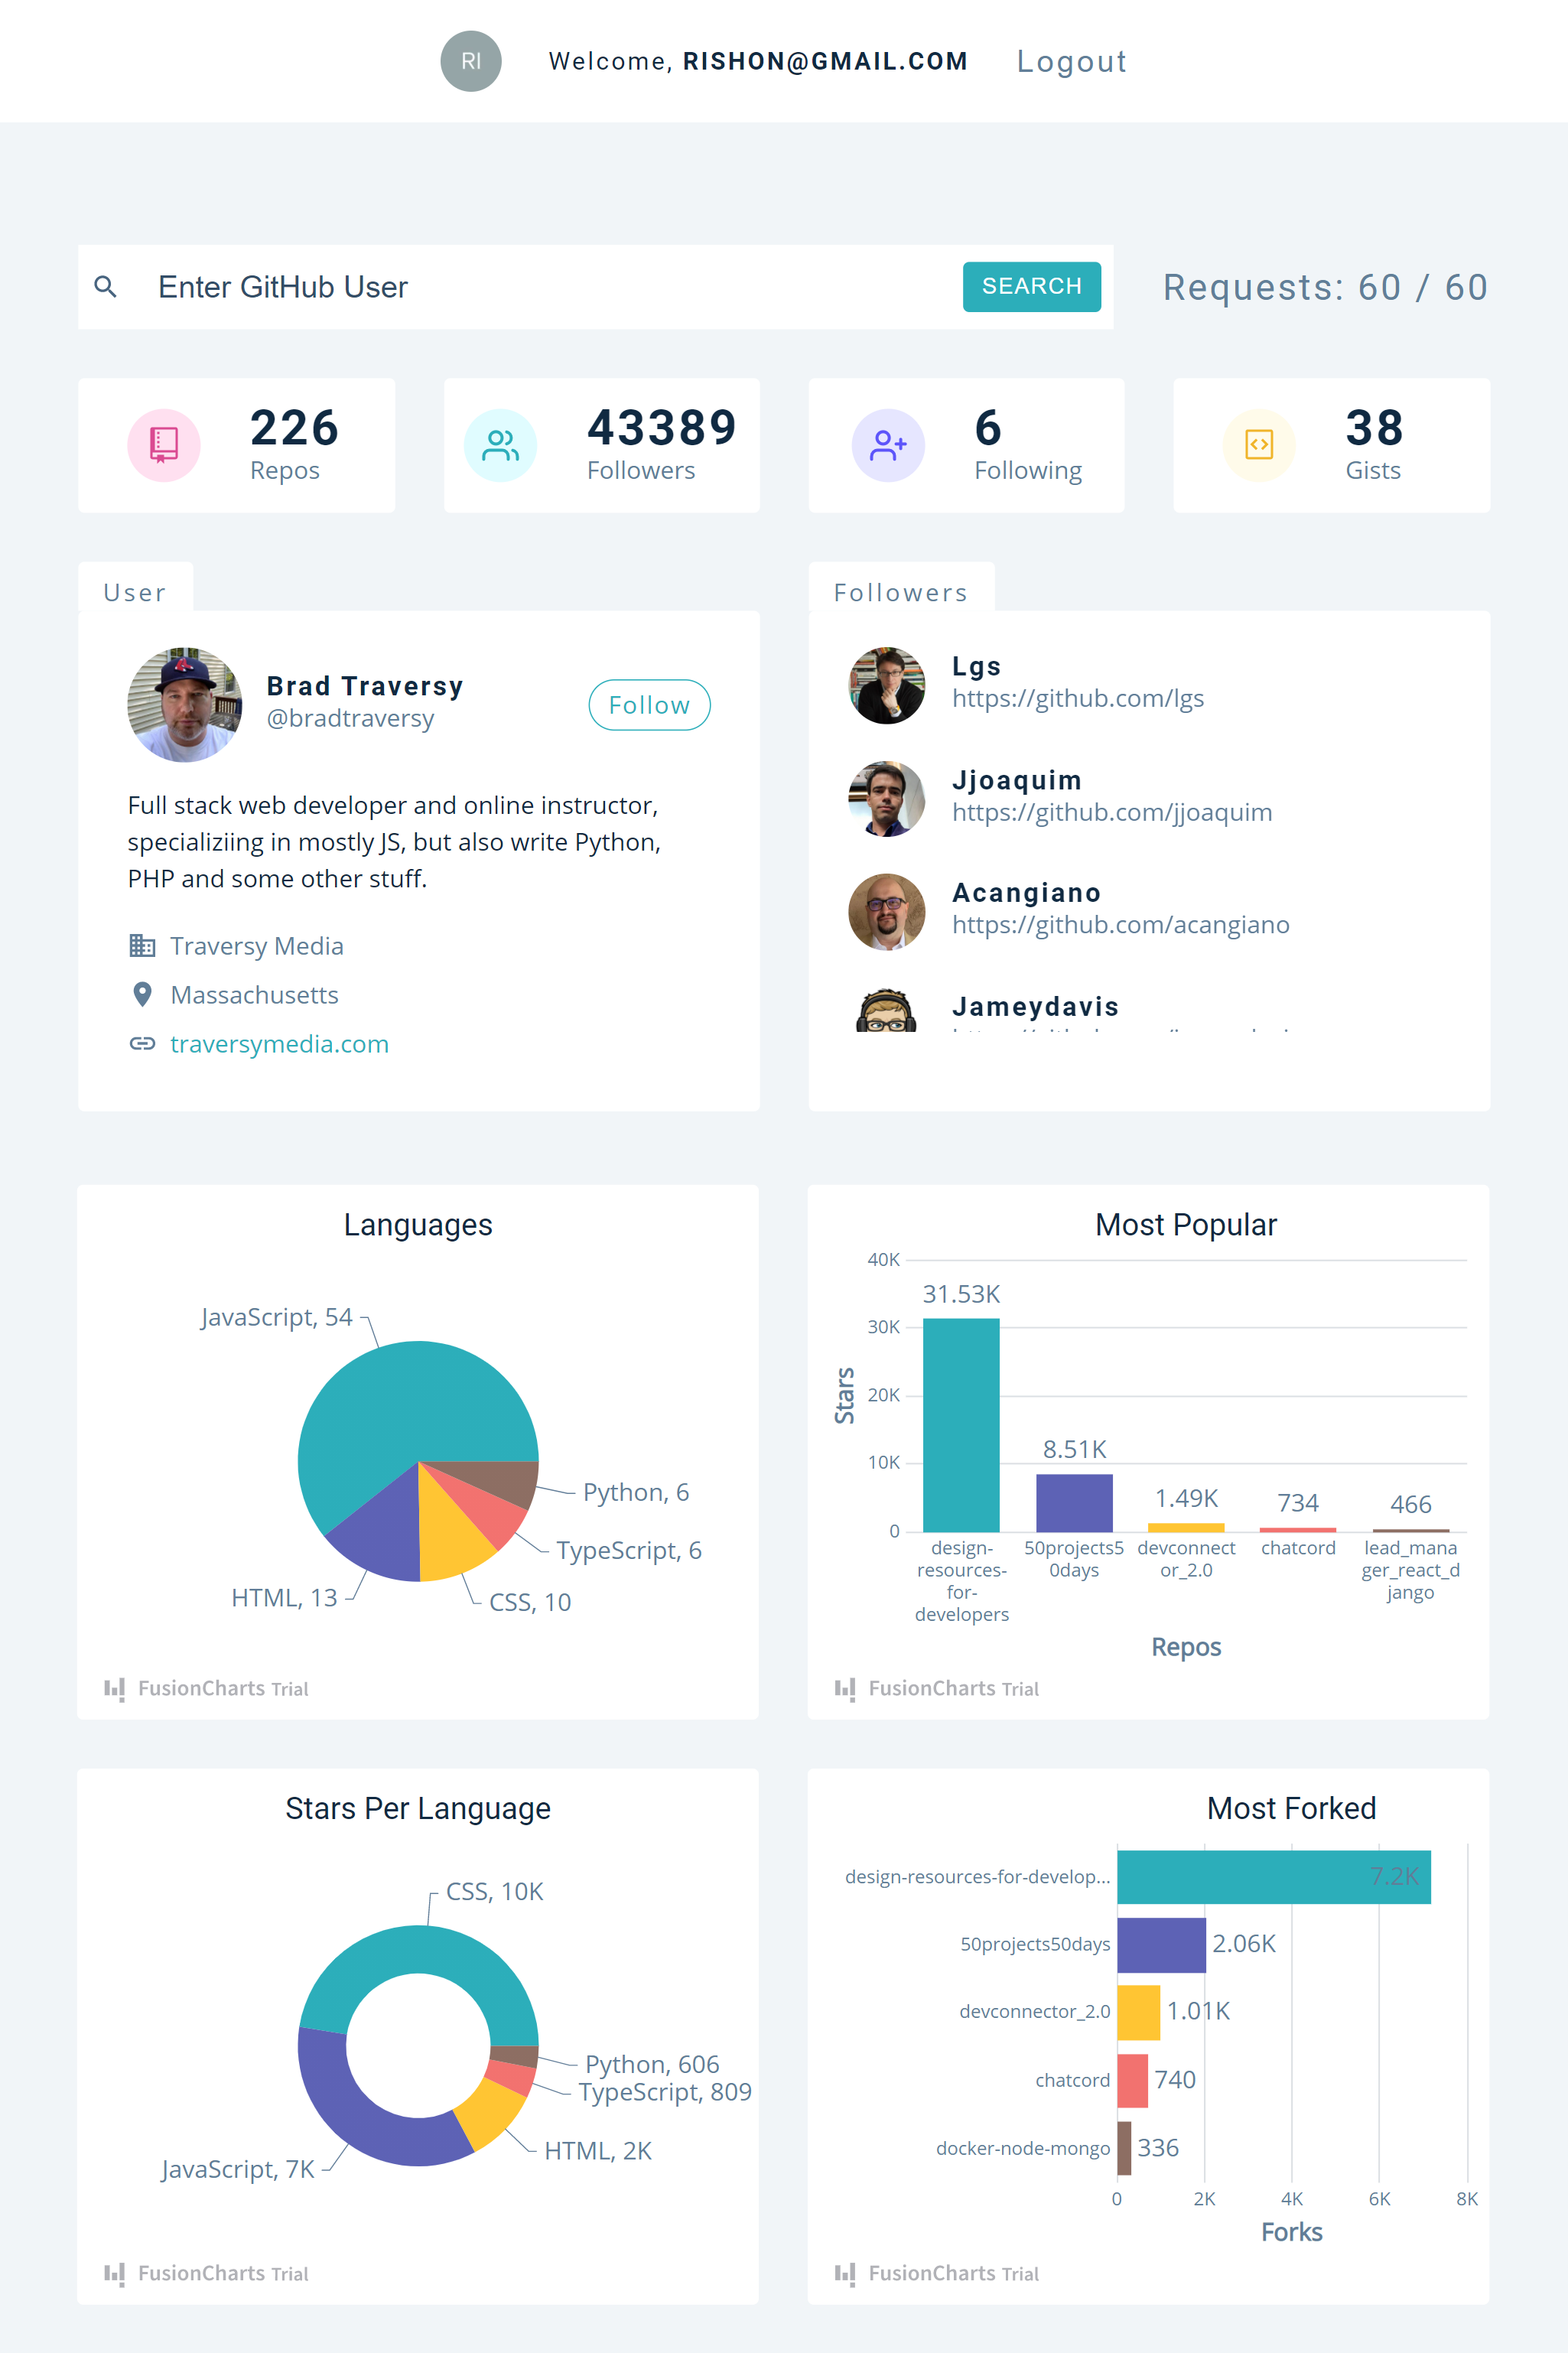 RI
Welcome, RISHON@GMAIL.COM
Logout
Enter GitHub User
SEARCH
Requests: 60 / 60
226
Repos
43389
Followers
6
Following
38
Gists
User
Brad Traversy
@bradtraversy
Follow
Full stack web developer and online instructor,
specializiing in mostly JS, but also write Python,
PHP and some other stuff.
Traversy Media
Massachusetts
traversymedia.com
Followers
Lgs
https://github.com/lgs
Jjoaquim
https://github.com/jjoaquim
Acangiano
https://github.com/acangiano
Jameydavis
Languages
JavaScript, 54
Python, 6
TypeScript, 6
CSS, 10
HTML, 13
FusionCharts Trial
Most Popular
40K
30K
20K
10K
0
Stars
31.53K
8.51K
1.49K
734
466
design-
resources-
for-
developers
50projects5
0days
devconnect
or_2.0
chatcord
lead_mana
ger_react_d
jango
Repos
FusionCharts Trial
Stars Per Language
CSS, 10K
Python, 606
TypeScript, 809
HTML, 2K
JavaScript, 7K
FusionCharts Trial
Most Forked
design-resources-for-develop... 7.2K
50projects50days 2.06K
devconnector_2.0 1.01K
chatcord 740
docker-node-mongo 336
0 2K 4K 6K 8K
Forks
FusionCharts Trial